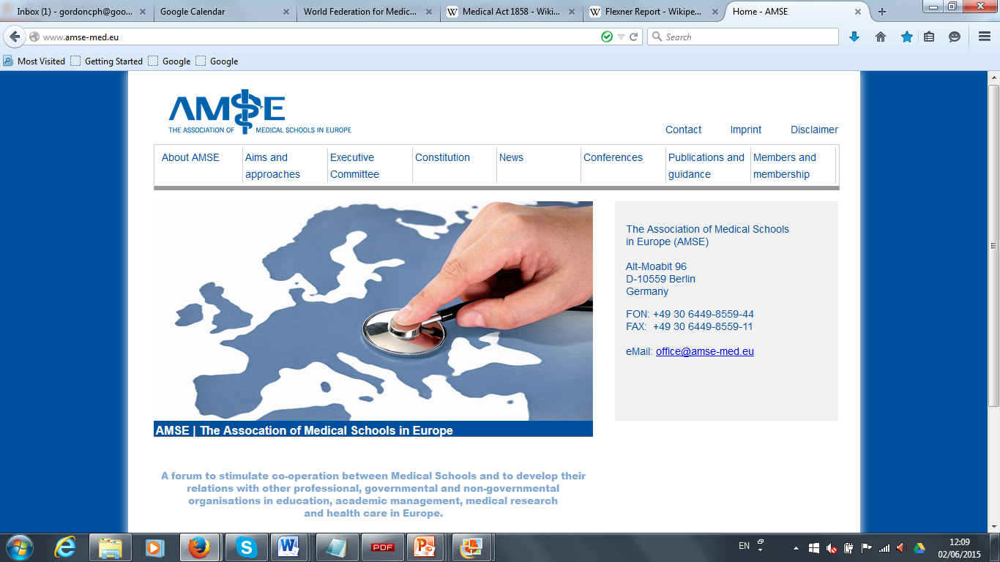 Inbox (1) - gordoncph@goo...
Google Calendar
World Federation for Medic...
W Medical Act 1858 - Wiki...
W Flexner Report - Wikipe...
Home - AMSE
www.amse-med.eu
Search
Most Visited
Getting Started
Google
Google
AMSE
THE ASSOCIATION OF MEDICAL SCHOOLS IN EUROPE
Contact
Imprint
Disclaimer
About AMSE
Aims and
approaches
Executive
Committee
Constitution
News
Conferences
Publications and
guidance
Members and
membership
The Association of Medical Schools
in Europe (AMSE)
Alt-Moabit 96
D-10559 Berlin
Germany
FON: +49 30 6449-8559-44
FAX: +49 30 6449-8559-11
eMail: office@amse-med.eu
AMSE | The Assocation of Medical Schools in Europe
A forum to stimulate co-operation between Medical Schools and to develop their
relations with other professional, governmental and non-governmental
organisations in education, academic management, medical research
and health care in Europe.
PDF
EN
12:09
02/06/2015